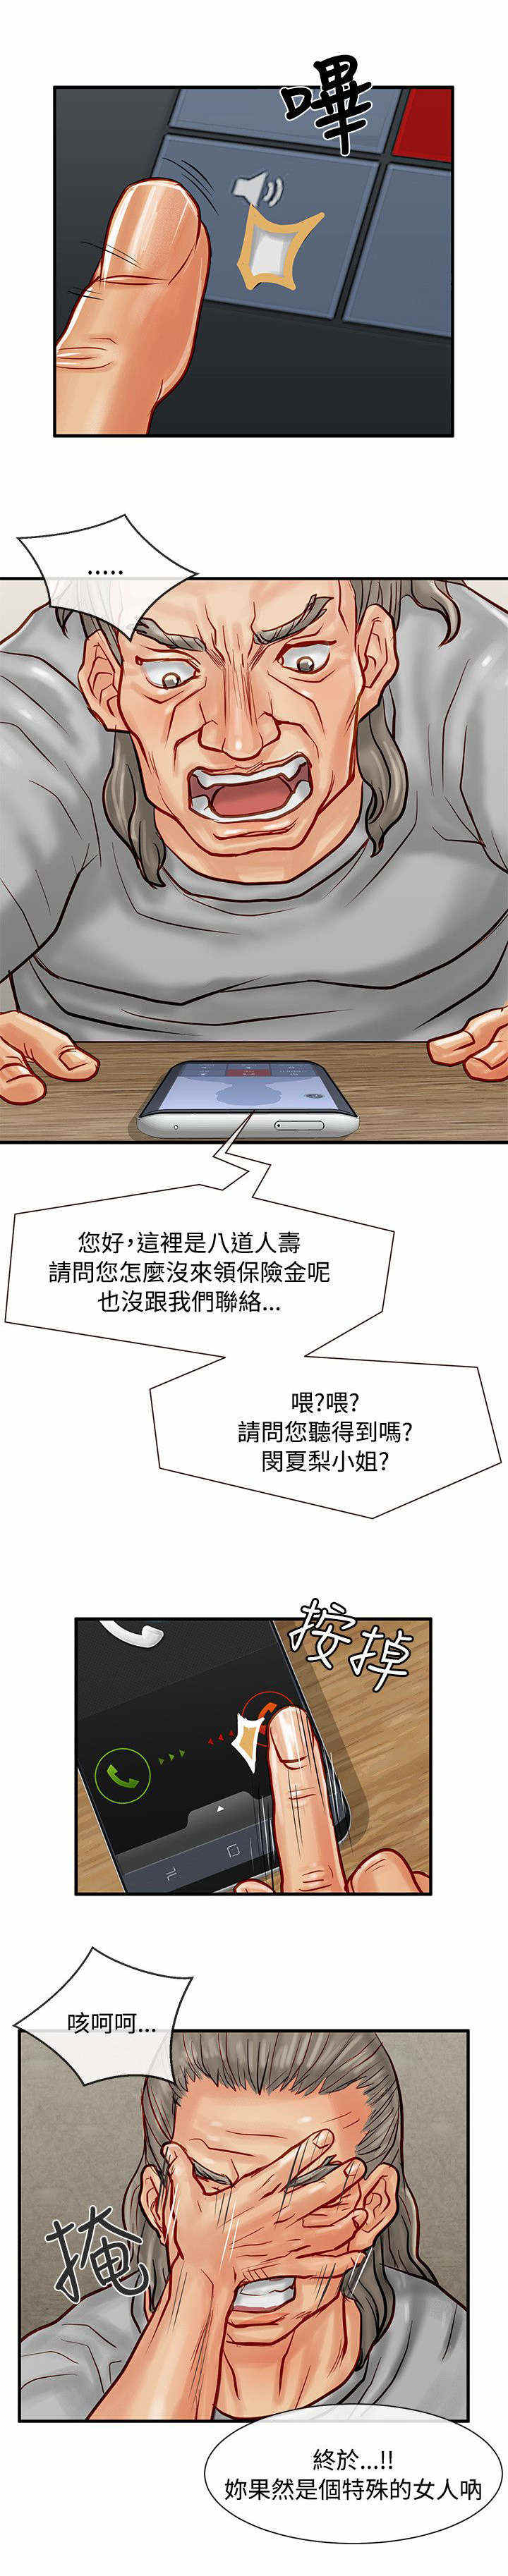 嗶
.....
您好，這裡是八道人壽
請問您怎麼沒來領保險金呢
也沒跟我們聯絡...
喂?喂?
請問您聽得到嗎?
閔夏梨小姐?
按掉
咳呵呵...
掩
終於...!!
妳果然是個特殊的女人吶